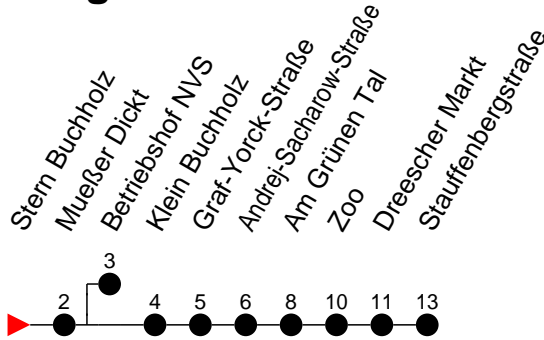 Stern Buchholz
Mueßer Dickt
Betriebshof NVS
Klein Buchholz
Graf-Yorck-Straße
Andrej-Sacharow-Straße
Am Grünen Tal
Zoo
Dreescher Markt
Stauffenbergstraße
3
2 4 5 6 8 10 11 13